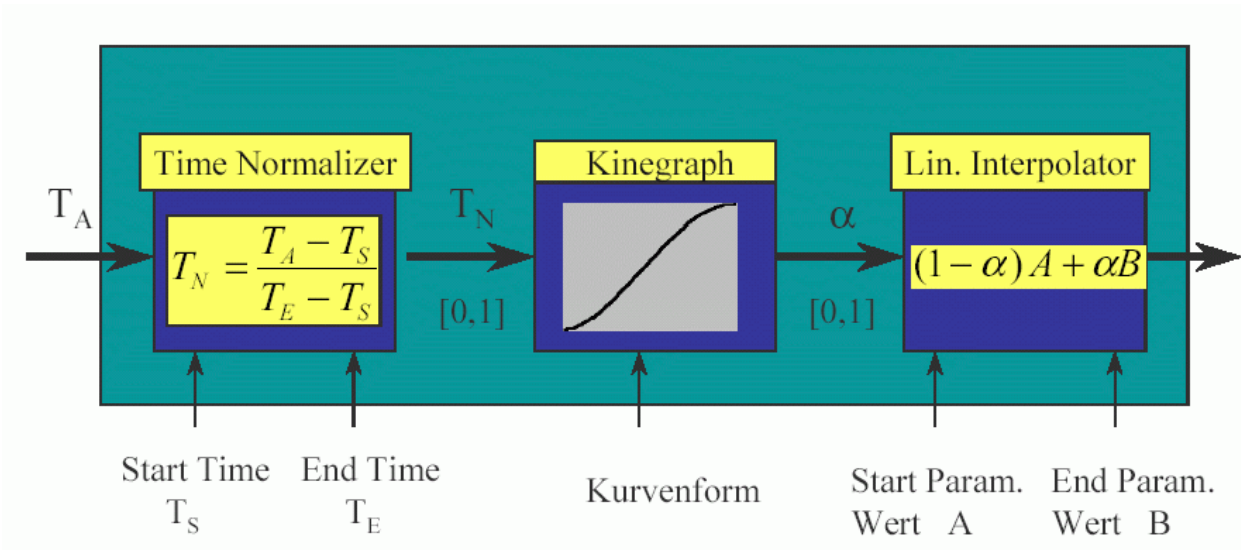 Time Normalizer
Kinegraph
Lin. Interpolator
T_A
T_N = (T_A − T_S) / (T_E − T_S)
T_N
[0,1]
α
[0,1]
(1−α) A + αB
Start Time
T_S
End Time
T_E
Kurvenform
Start Param.
Wert A
End Param.
Wert B